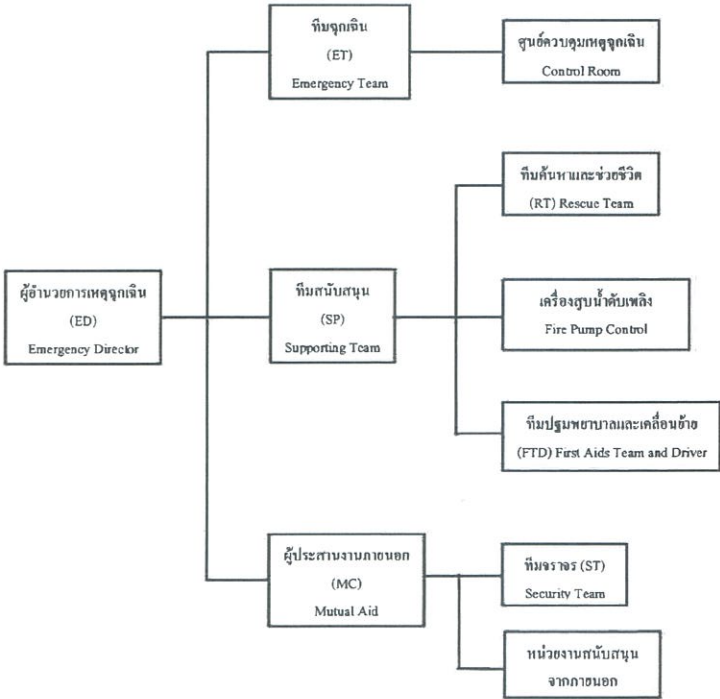 ทีมฉุกเฉิน
(ET)
Emergency Team
ศูนย์ควบคุมเหตุฉุกเฉิน
Control Room
ทีมค้นหาและช่วยชีวิต
(RT) Rescue Team
ผู้อำนวยการเหตุฉุกเฉิน
(ED)
Emergency Director
ทีมสนับสนุน
(SP)
Supporting Team
เครื่องสูบน้ำดับเพลิง
Fire Pump Control
ทีมปฐมพยาบาลและเคลื่อนย้าย
(FTD) First Aids Team and Driver
ผู้ประสานงานภายนอก
(MC)
Mutual Aid
ทีมจราจร (ST)
Security Team
หน่วยงานสนับสนุน
จากภายนอก